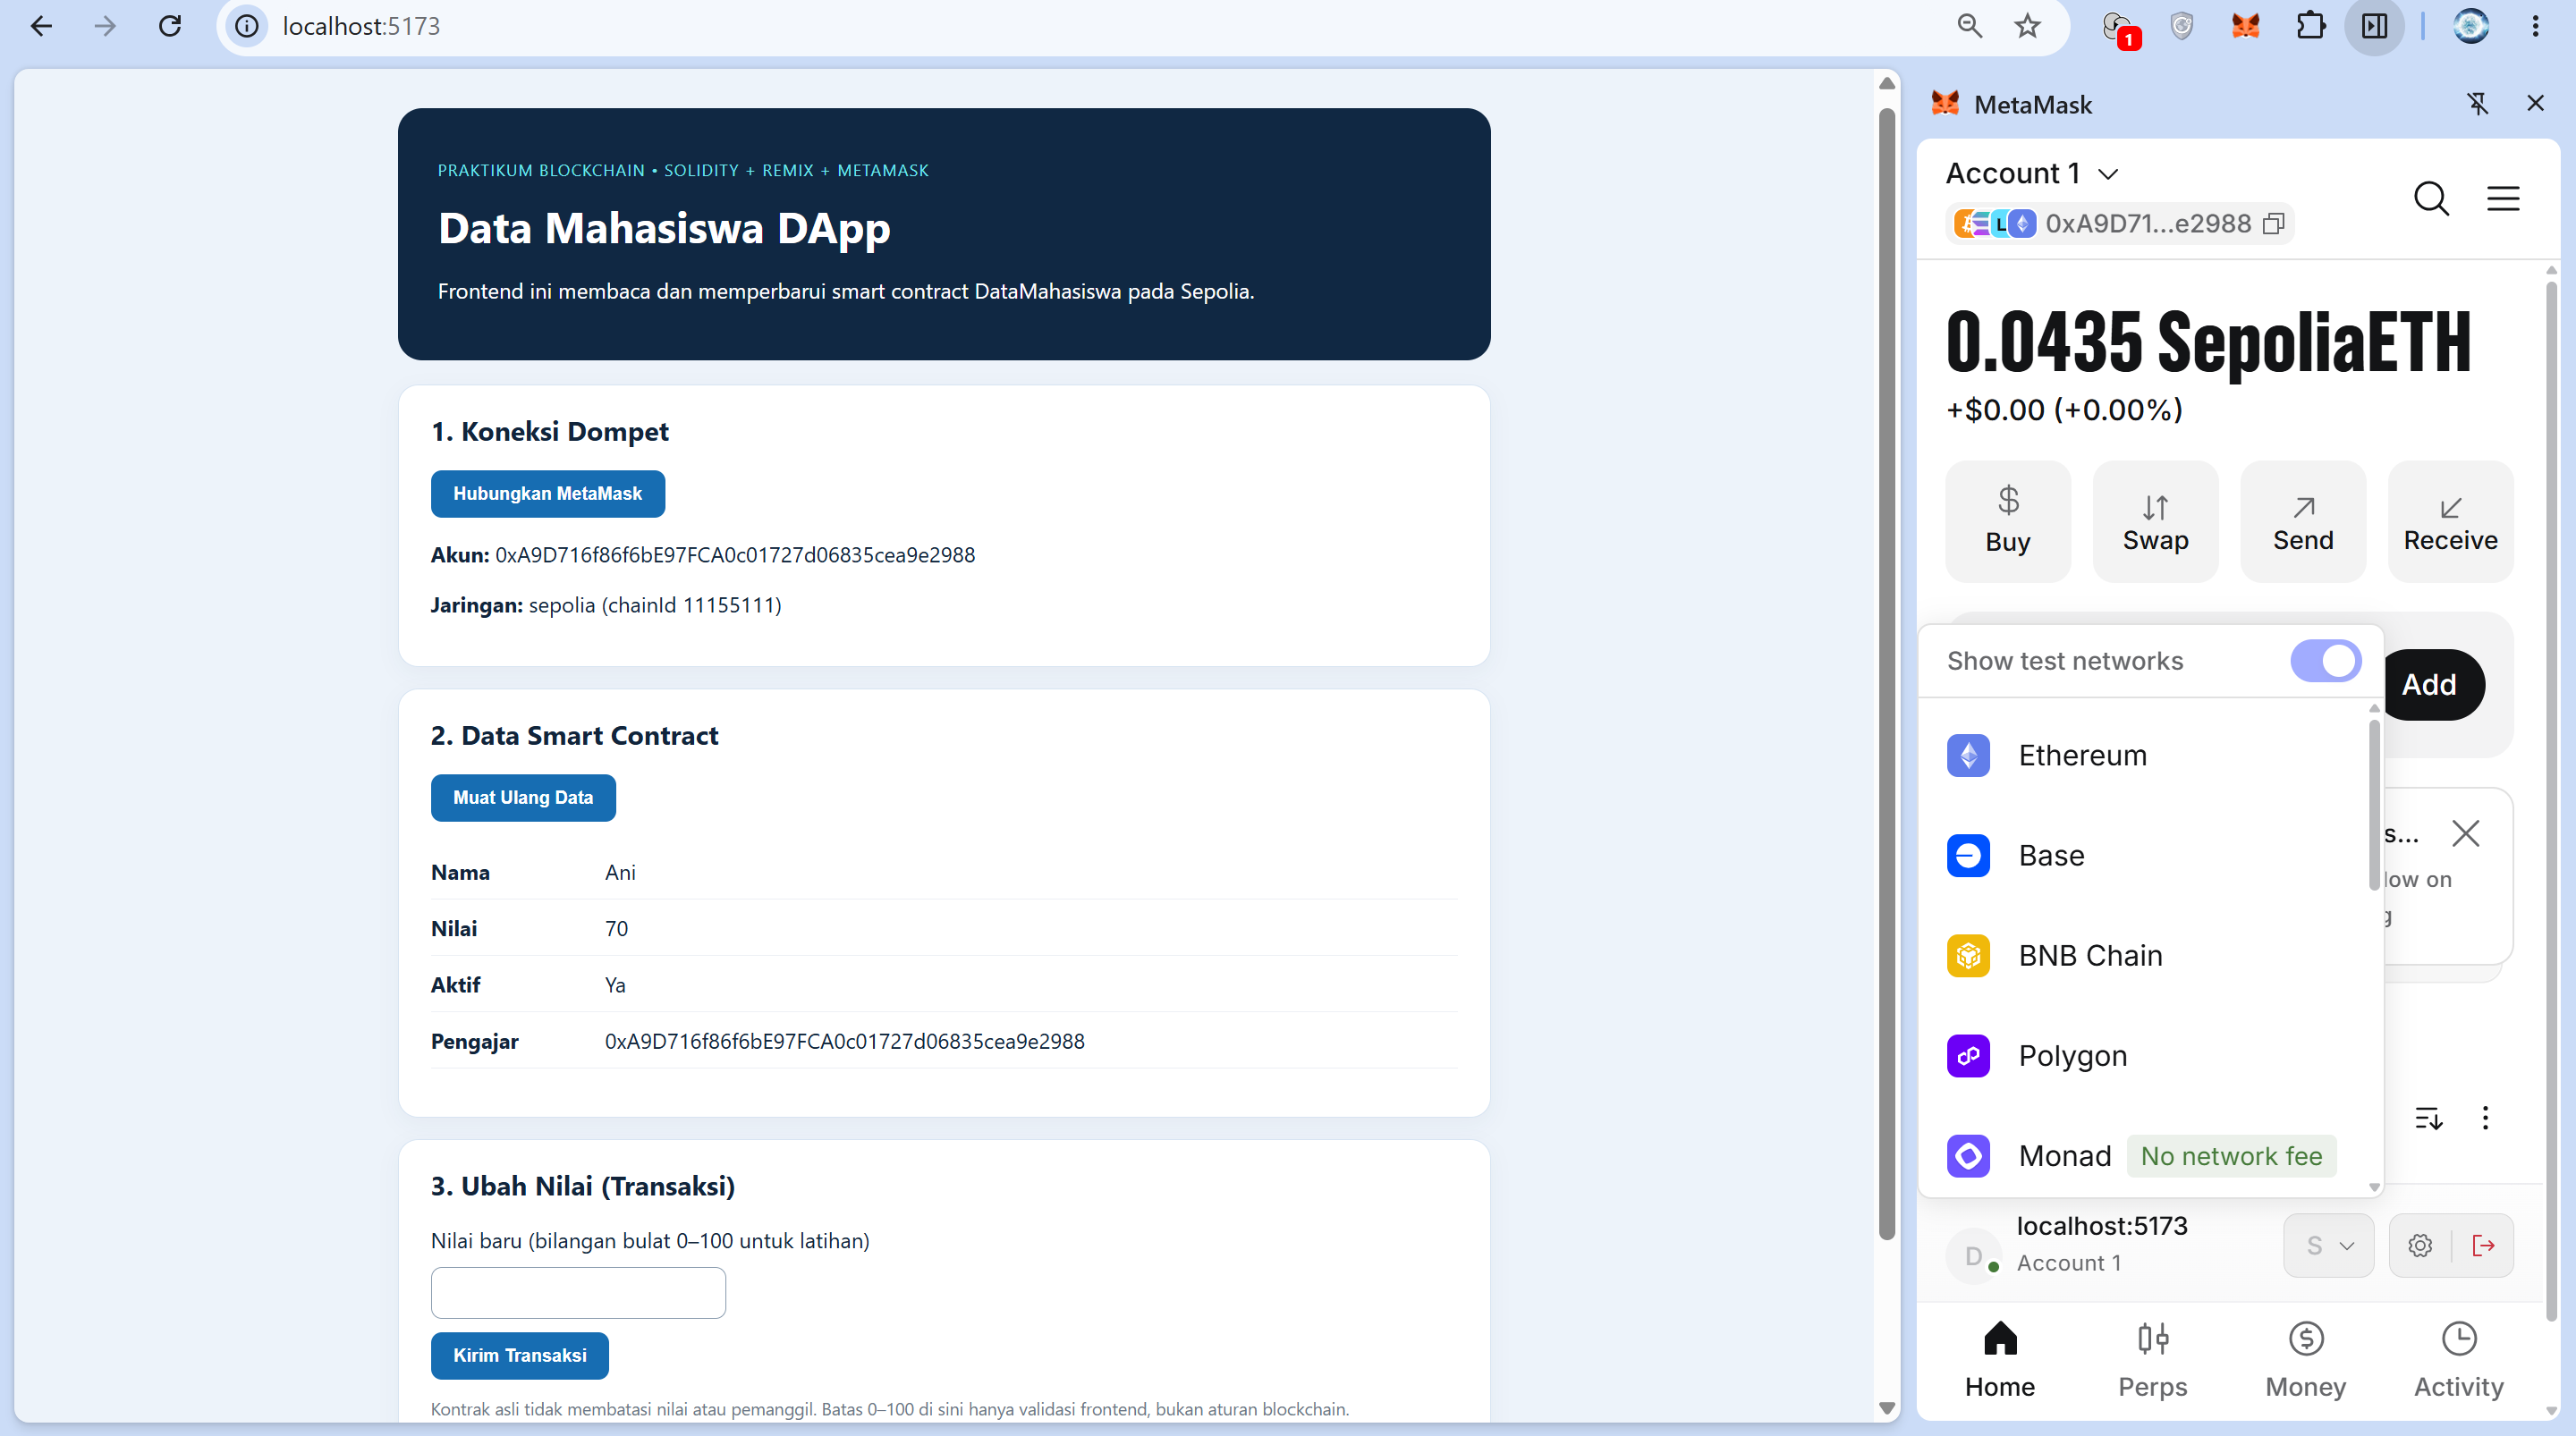 localhost:5173
1
PRAKTIKUM BLOCKCHAIN • SOLIDITY + REMIX + METAMASK
Data Mahasiswa DApp
Frontend ini membaca dan memperbarui smart contract DataMahasiswa pada Sepolia.
1. Koneksi Dompet
Hubungkan MetaMask
Akun: 0xA9D716f86f6bE97FCA0c01727d06835cea9e2988
Jaringan: sepolia (chainId 11155111)
2. Data Smart Contract
Muat Ulang Data
Nama Ani
Nilai 70
Aktif Ya
Pengajar 0xA9D716f86f6bE97FCA0c01727d06835cea9e2988
3. Ubah Nilai (Transaksi)
Nilai baru (bilangan bulat 0–100 untuk latihan)
Kirim Transaksi
Kontrak asli tidak membatasi nilai atau pemanggil. Batas 0–100 di sini hanya validasi frontend, bukan aturan blockchain.
MetaMask
Account 1
0xA9D71...e2988
0.0435 SepoliaETH
+$0.00 (+0.00%)
Buy Swap Send Receive
Show test networks
Add
Ethereum
s...
Base
low on
BNB Chain
g
Polygon
Monad No network fee
localhost:5173
D S
Account 1
Home Perps Money Activity